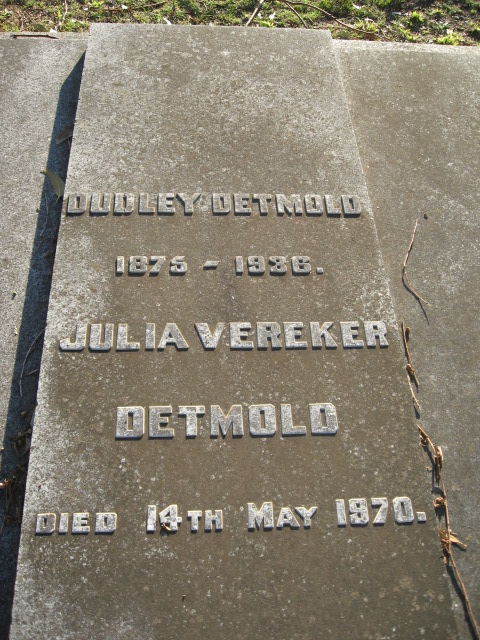 DUDLEY DETMOLD
1875 - 1936.
JULIA VEREKER
DETMOLD
DIED 14TH MAY 1970.